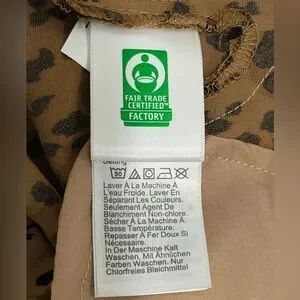 FAIR TRADE
CERTIFIED™
FACTORY
30
Laver À La Machine À
L'eau Froide. Laver En
Séparant Les Couleurs.
Seulement Agent De
Blanchiment Non-chlore.
Sécher À La Machine À
Basse Température.
Repasser À Fer Doux Si
Nécessaire.
In Der Maschine Kalt
Waschen. Mit Ähnlichen
Farben Waschen. Nur
Chlorfreies Bleichmittel